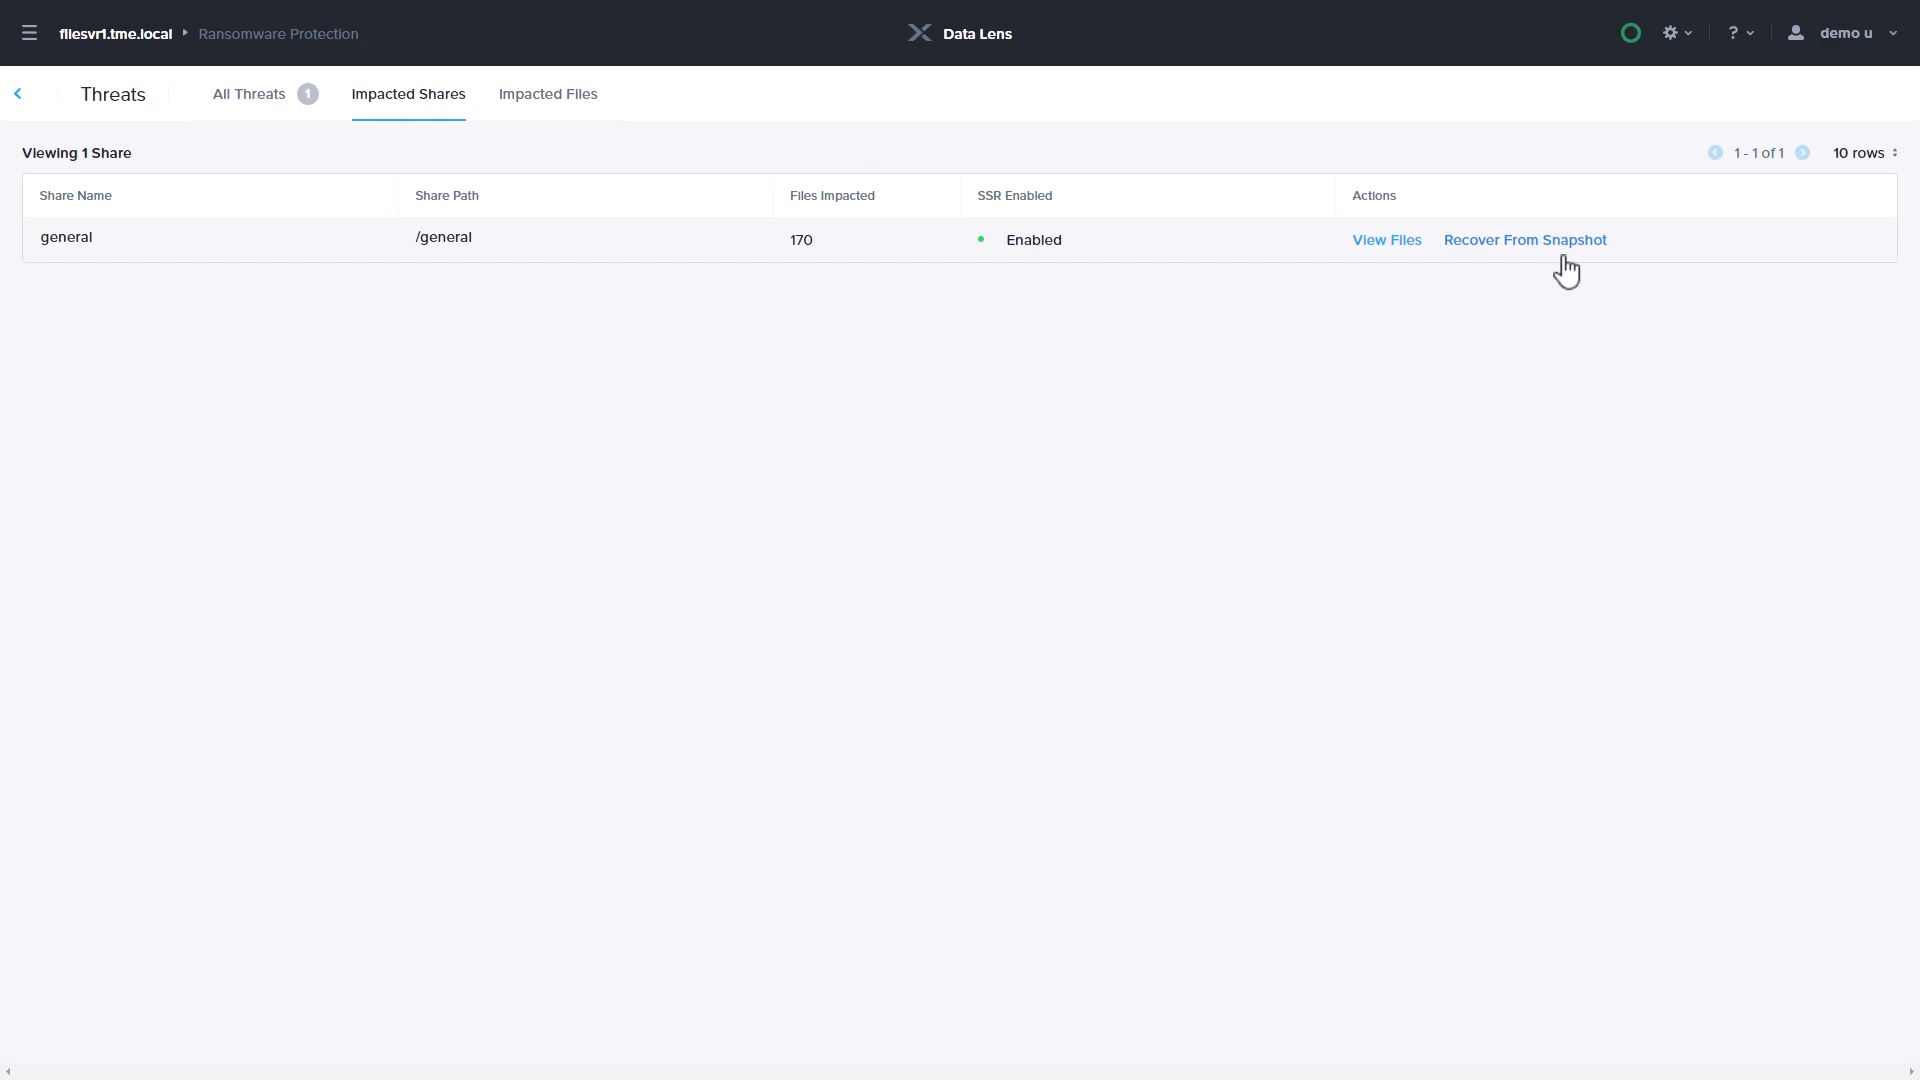 filesvr1.tme.local Ransomware Protection Data Lens ? demo u
Threats All Threats 1 Impacted Shares Impacted Files
Viewing 1 Share 1 - 1 of 1 10 rows
Share Name Share Path Files Impacted SSR Enabled Actions
general /general 170 Enabled View Files Recover From Snapshot